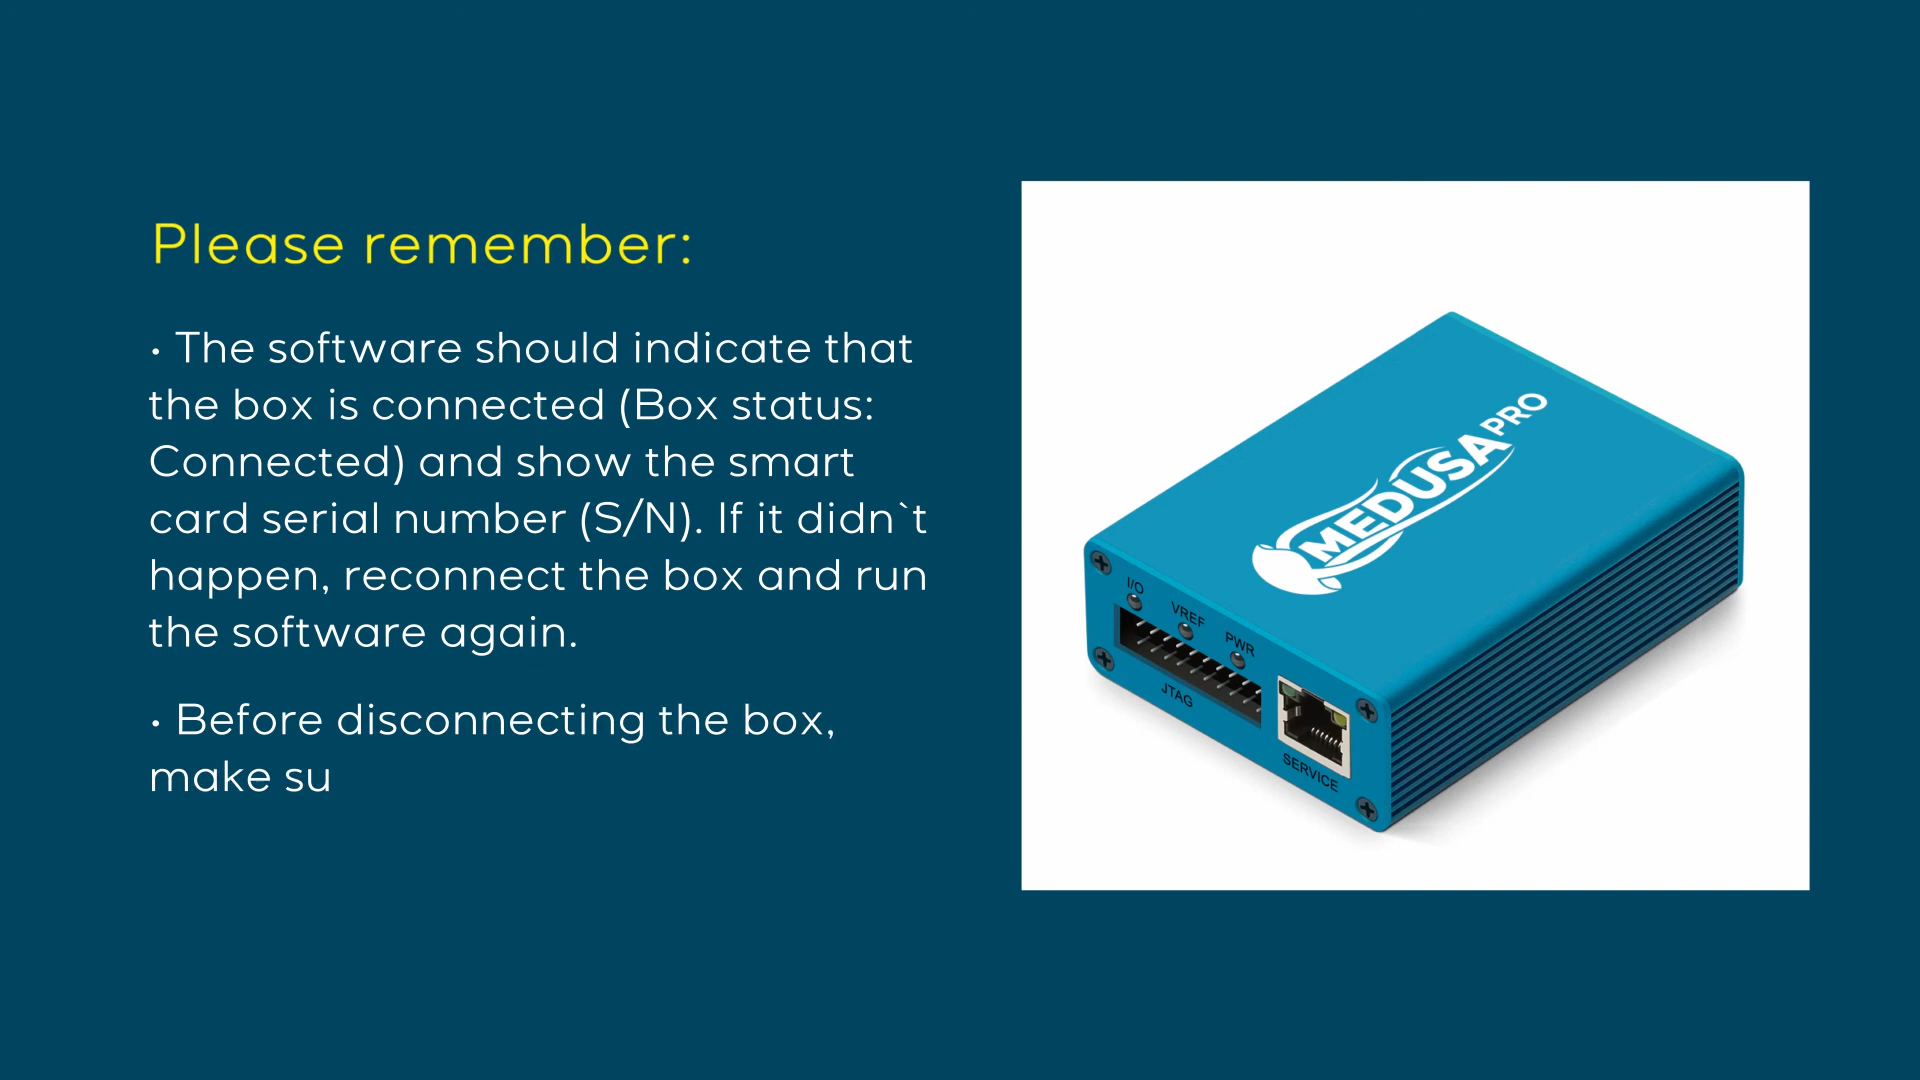 Please remember:
• The software should indicate that
the box is connected (Box status:
Connected) and show the smart
card serial number (S/N). If it didn`t
happen, reconnect the box and run
the software again.
• Before disconnecting the box,
make su
MEDUSA PRO
I/O
VREF
PWR
JTAG
SERVICE